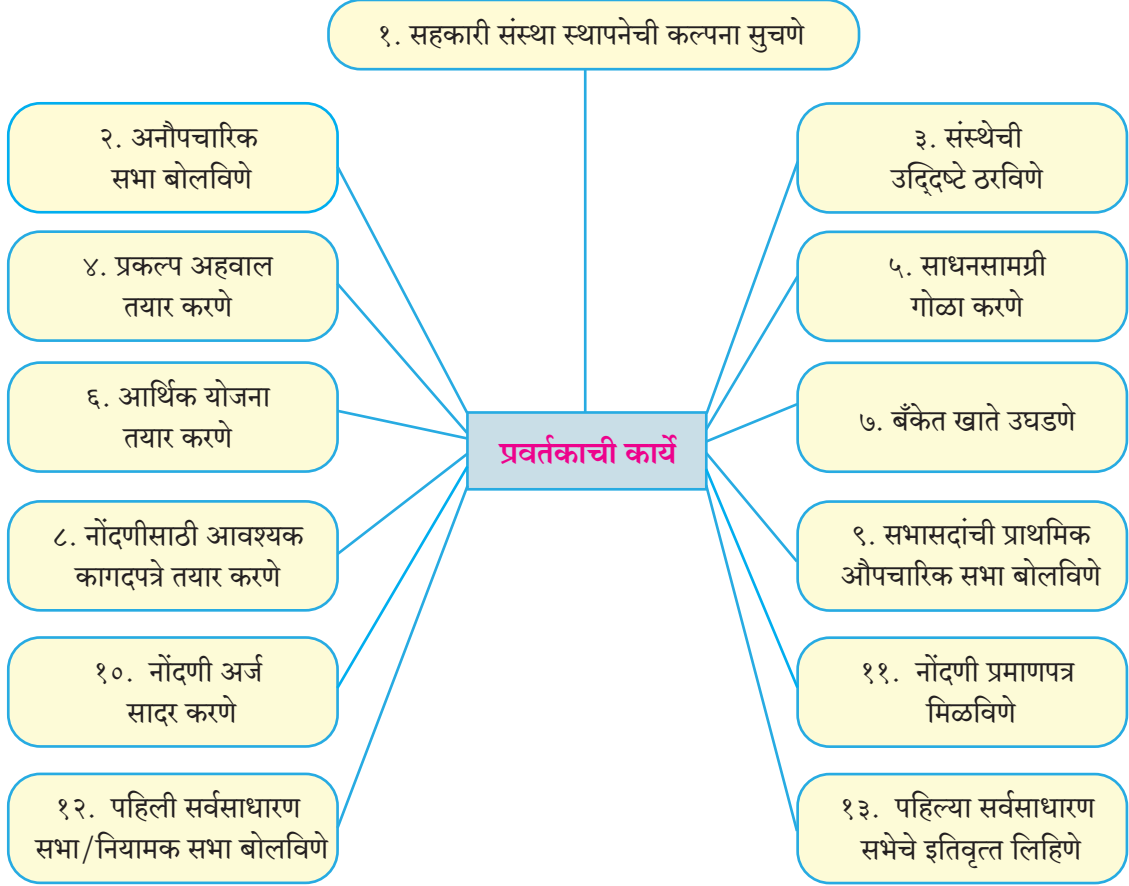 १. सहकारी संस्था स्थापनेची कल्पना सुचणे
२. अनौपचारिक
सभा बोलविणे
३. संस्थेची
उद्दिष्टे ठरविणे
४. प्रकल्प अहवाल
तयार करणे
५. साधनसामग्री
गोळा करणे
६. आर्थिक योजना
तयार करणे
७. बँकेत खाते उघडणे
प्रवर्तकाची कार्ये
८. नोंदणीसाठी आवश्यक
कागदपत्रे तयार करणे
९. सभासदांची प्राथमिक
औपचारिक सभा बोलविणे
१०. नोंदणी अर्ज
सादर करणे
११. नोंदणी प्रमाणपत्र
मिळविणे
१२. पहिली सर्वसाधारण
सभा/नियामक सभा बोलविणे
१३. पहिल्या सर्वसाधारण
सभेचे इतिवृत्त लिहिणे